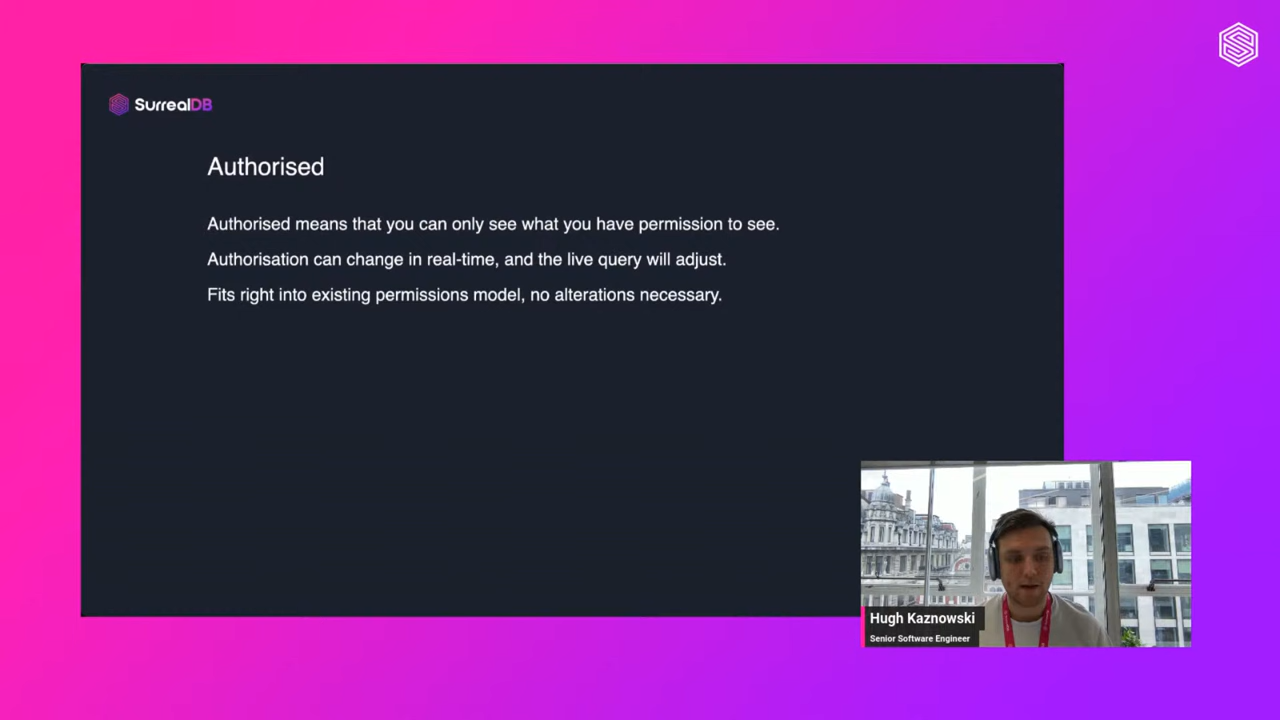 SurrealDB
Authorised
Authorised means that you can only see what you have permission to see.
Authorisation can change in real-time, and the live query will adjust.
Fits right into existing permissions model, no alterations necessary.
Hugh Kaznowski
Senior Software Engineer